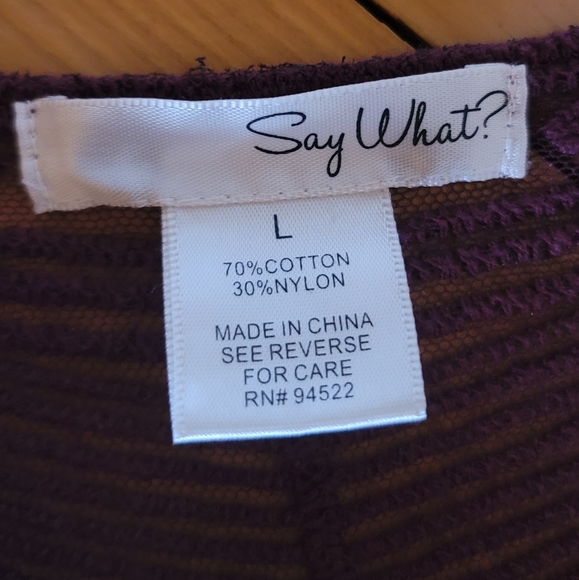 Say What?
L
70%COTTON
30%NYLON
MADE IN CHINA
SEE REVERSE
FOR CARE
RN# 94522